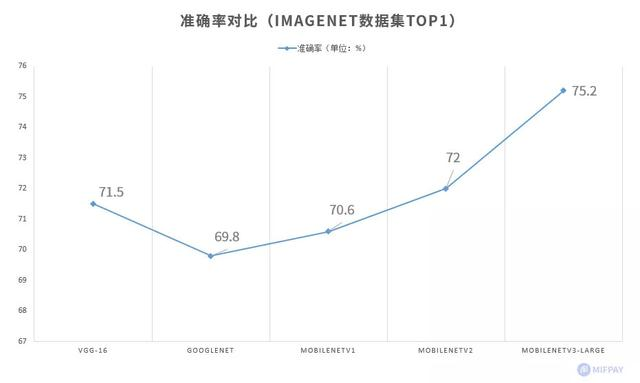 准确率对比（IMAGENET数据集TOP1）
准确率（单位：%）
76
75
74
73
72
71
70
69
68
67
71.5
69.8
70.6
72
75.2
VGG-16
GOOGLENET
MOBILENETV1
MOBILENETV2
MOBILENETV3-LARGE
MIFPAY